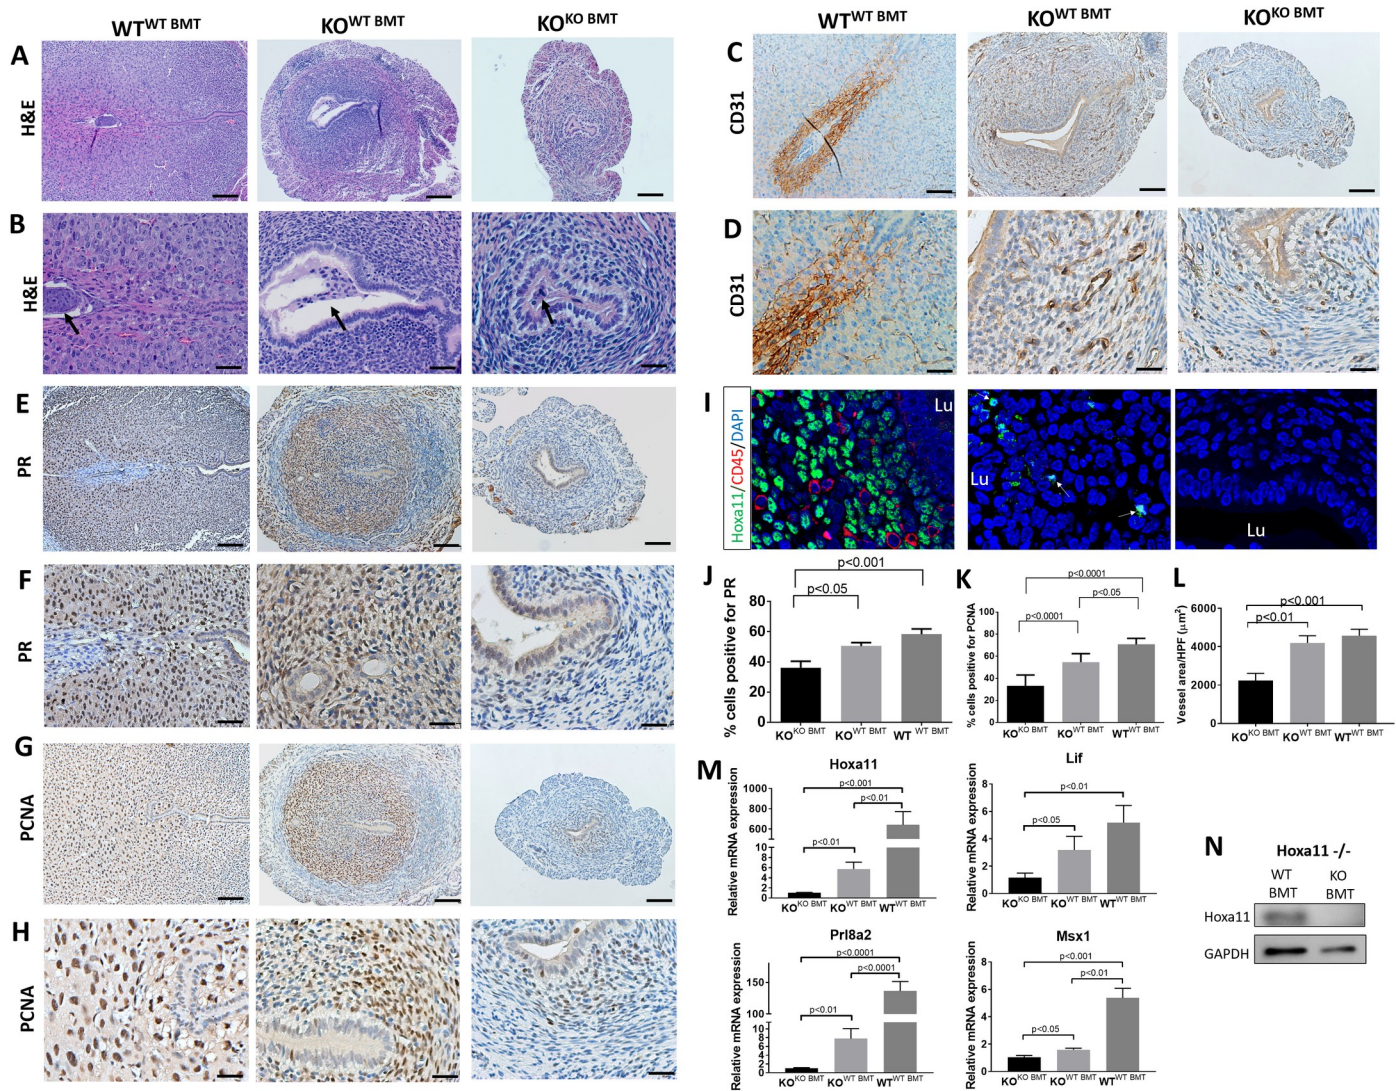 WT^WT BMT KO^WT BMT KO^KO BMT
A
H&E
B
H&E
E
PR
F
PR
G
PCNA
H
PCNA
WT^WT BMT KO^WT BMT KO^KO BMT
C
CD31
D
CD31
I
Hoxa11/CD45/DAPI
Lu
Lu
Lu
J
% cells positive for PR
80
60
40
20
0
p<0.001
p<0.05
KO^KO BMT KO^WT BMT WT^WT BMT
K
% cells positive for PCNA
100
80
60
40
20
0
p<0.0001
p<0.05
p<0.0001
KO^KO BMT KO^WT BMT WT^WT BMT
L
Vessel area/HPF (µm²)
6000
4000
2000
0
p<0.001
p<0.01
KO^KO BMT KO^WT BMT WT^WT BMT
M
Hoxa11
Relative mRNA expression
1000
800
600
10
8
6
4
2
0
p<0.001
p<0.01
p<0.01
KO^KO BMT KO^WT BMT WT^WT BMT
Lif
Relative mRNA expression
8
6
4
2
0
p<0.01
p<0.05
KO^KO BMT KO^WT BMT WT^WT BMT
Prl8a2
Relative mRNA expression
150
100
10
8
6
4
2
0
p<0.0001
p<0.0001
p<0.01
KO^KO BMT KO^WT BMT WT^WT BMT
Msx1
Relative mRNA expression
8
6
4
2
0
p<0.001
p<0.01
p<0.05
KO^KO BMT KO^WT BMT WT^WT BMT
N
Hoxa11 -/-
WT KO
BMT BMT
Hoxa11
GAPDH